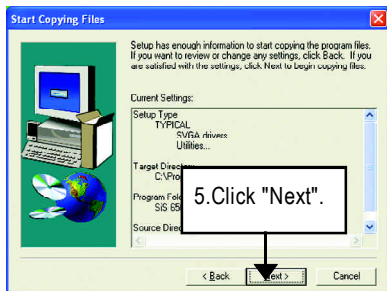 Start Copying Files
Setup has enough information to start copying the program files.
If you want to review or change any settings, click Back. If you
are satisfied with the settings, click Next to begin copying files.
Current Settings:
Setup Type
TYPICAL
SVGA drivers
Utilities...
Target
C:\Pro
Program
SiS 65
Source
5.Click "Next".
< Back
Next >
Cancel